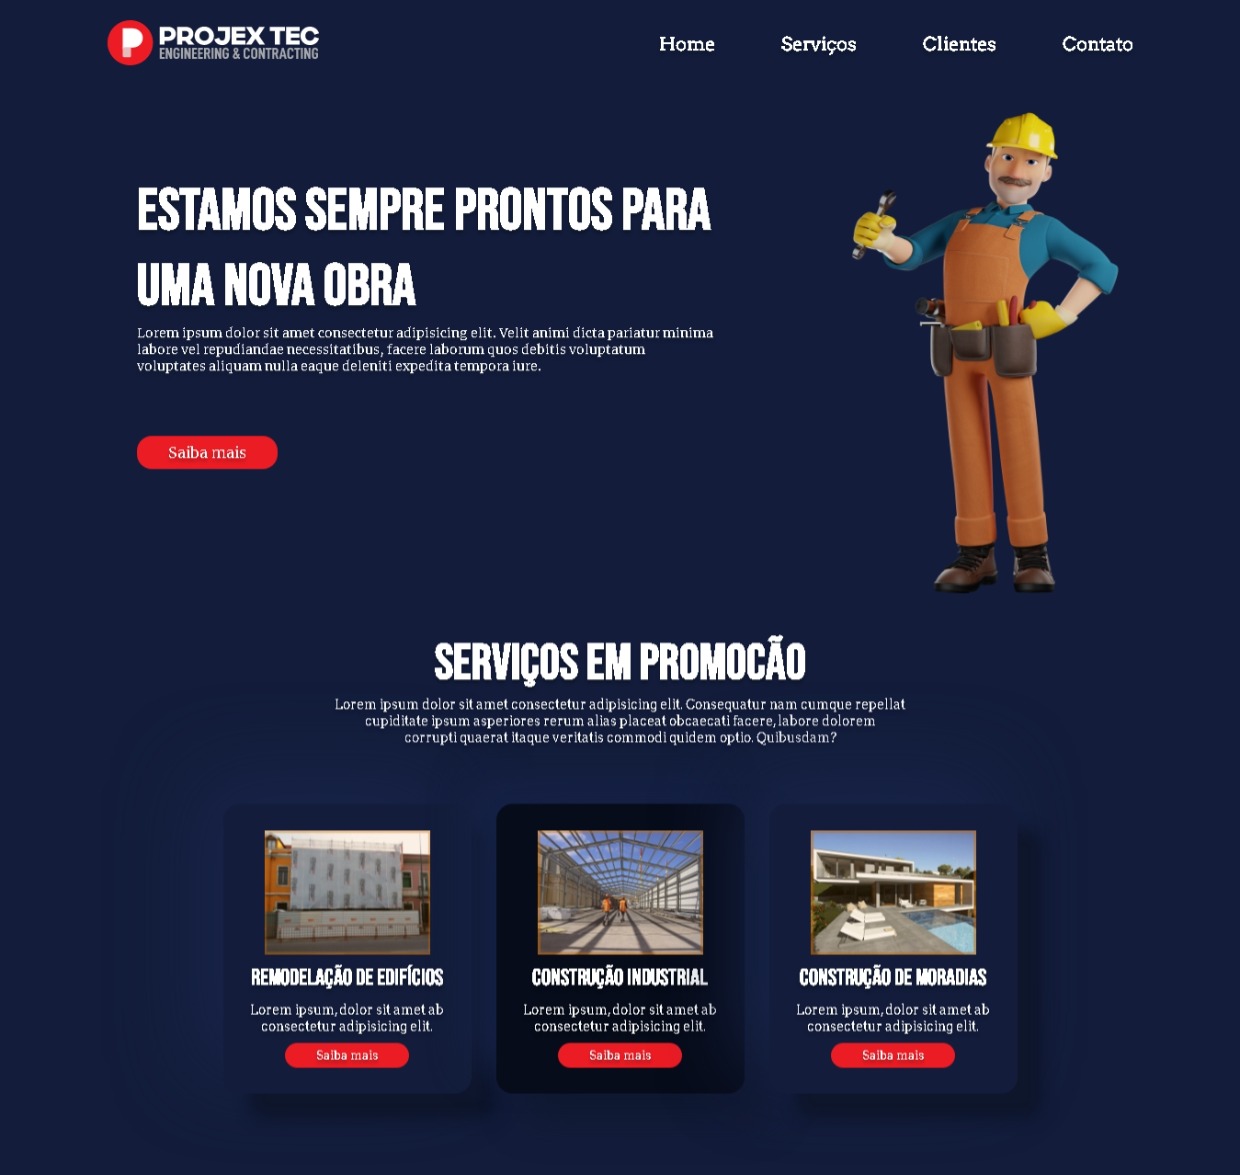 PROJEX TEC
ENGINEERING & CONTRACTING
Home
Serviços
Clientes
Contato
ESTAMOS SEMPRE PRONTOS PARA
UMA NOVA OBRA
Lorem ipsum dolor sit amet consectetur adipisicing elit. Velit animi dicta pariatur minima
labore vel repudiandae necessitatibus, facere laborum quos debitis voluptatum
voluptates aliquam nulla eaque deleniti expedita tempora iure.
Saiba mais
SERVIÇOS EM PROMOCÃO
Lorem ipsum dolor sit amet consectetur adipisicing elit. Consequatur nam cumque repellat
cupiditate ipsum asperiores rerum alias placeat obcaecati facere, labore dolorem
corrupti quaerat itaque veritatis commodi quidem optio. Quibusdam?
REMODELAÇÃO DE EDIFÍCIOS
Lorem ipsum, dolor sit amet ab
consectetur adipisicing elit.
Saiba mais
CONSTRUÇÃO INDUSTRIAL
Lorem ipsum, dolor sit amet ab
consectetur adipisicing elit.
Saiba mais
CONSTRUÇÃO DE MORADIAS
Lorem ipsum, dolor sit amet ab
consectetur adipisicing elit.
Saiba mais